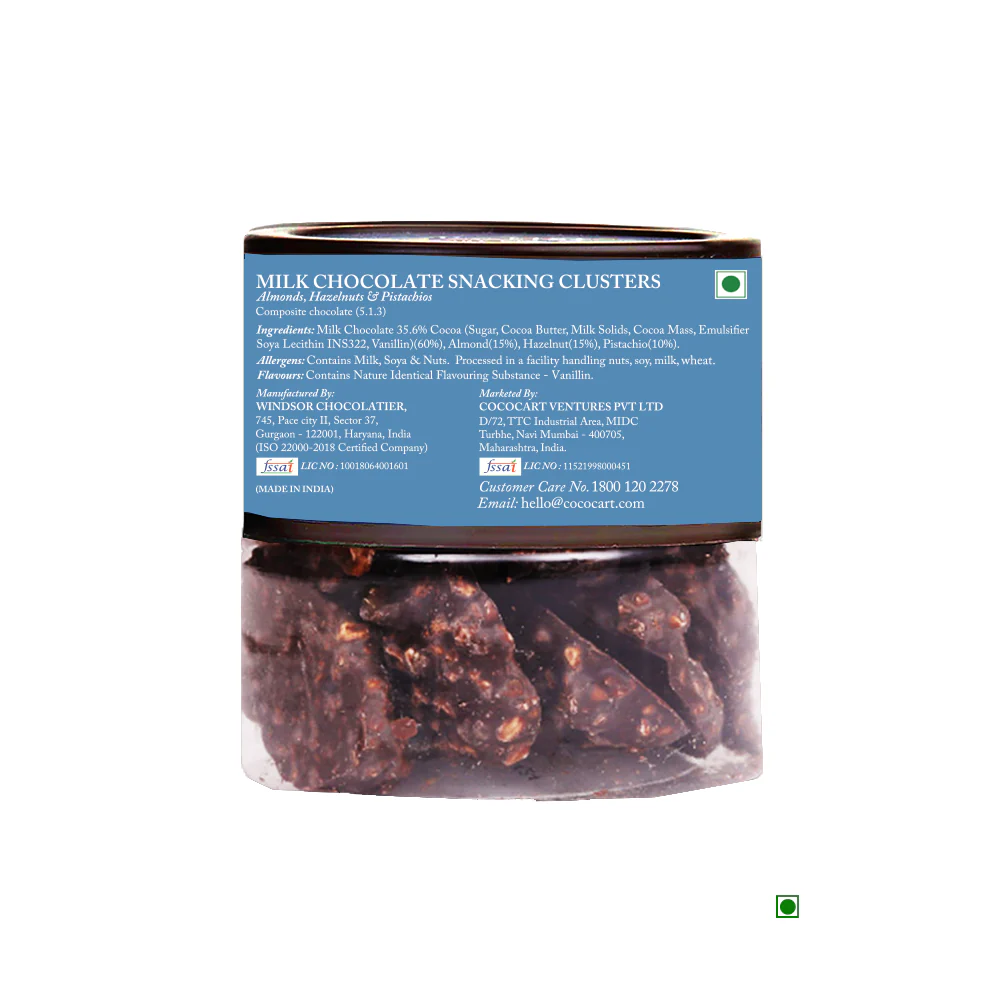 MILK CHOCOLATE SNACKING CLUSTERS
Almonds, Hazelnuts & Pistachios
Composite chocolate (5.1.3)
Ingredients: Milk Chocolate 35.6% Cocoa (Sugar, Cocoa Butter, Milk Solids, Cocoa Mass, Emulsifier
Soya Lecithin INS322, Vanillin)(60%), Almond(15%), Hazelnut(15%), Pistachio(10%).
Allergens: Contains Milk, Soya & Nuts. Processed in a facility handling nuts, soy, milk, wheat.
Flavours: Contains Nature Identical Flavouring Substance - Vanillin.
Manufactured By:
WINDSOR CHOCOLATIER,
745, Pace city II, Sector 37,
Gurgaon - 122001, Haryana, India
(ISO 22000-2018 Certified Company)
fssai LIC NO : 10018064001601
(MADE IN INDIA)
Marketed By:
COCOCART VENTURES PVT LTD
D/72, TTC Industrial Area, MIDC
Turbhe, Navi Mumbai - 400705,
Maharashtra, India.
fssai LIC NO : 11521998000451
Customer Care No. 1800 120 2278
Email: hello@cococart.com